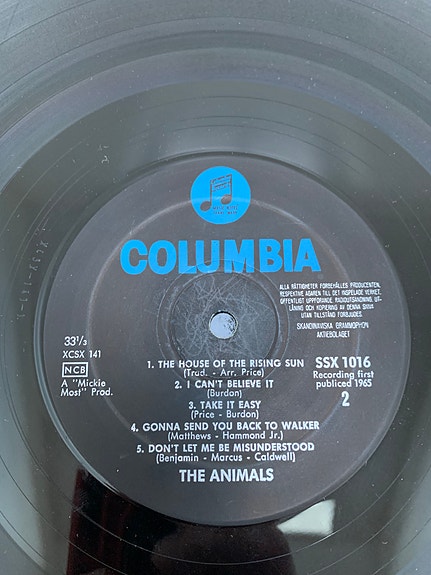 COLUMBIA
ALLA RÄTTIGHETER FÖRBEHÅLLES PRODUCENTEN,
RESPEKTIVE ÄGAREN TILL DET INSPELADE VERKET.
OFFENTLIGT UPPFÖRANDE, RADIOUTSÄNDNING, UT-
LÅNING OCH KOPIERING AV DENNA SKIVA
UTAN TILLSTÅND FÖRBJUDES.
SKANDINAVISKA GRAMMOPHON
AKTIEBOLAGET
33 1/3
XCSX 141
NCB
A "Mickie
Most" Prod.
SSX 1016
Recording first
publiced 1965
2
1. THE HOUSE OF THE RISING SUN
(Trad. - Arr. Price)
2. I CAN'T BELIEVE IT
(Burdon)
3. TAKE IT EASY
(Price - Burdon)
4. GONNA SEND YOU BACK TO WALKER
(Matthews - Hammond Jr.)
5. DON'T LET ME BE MISUNDERSTOOD
(Benjamin - Marcus - Caldwell)
THE ANIMALS